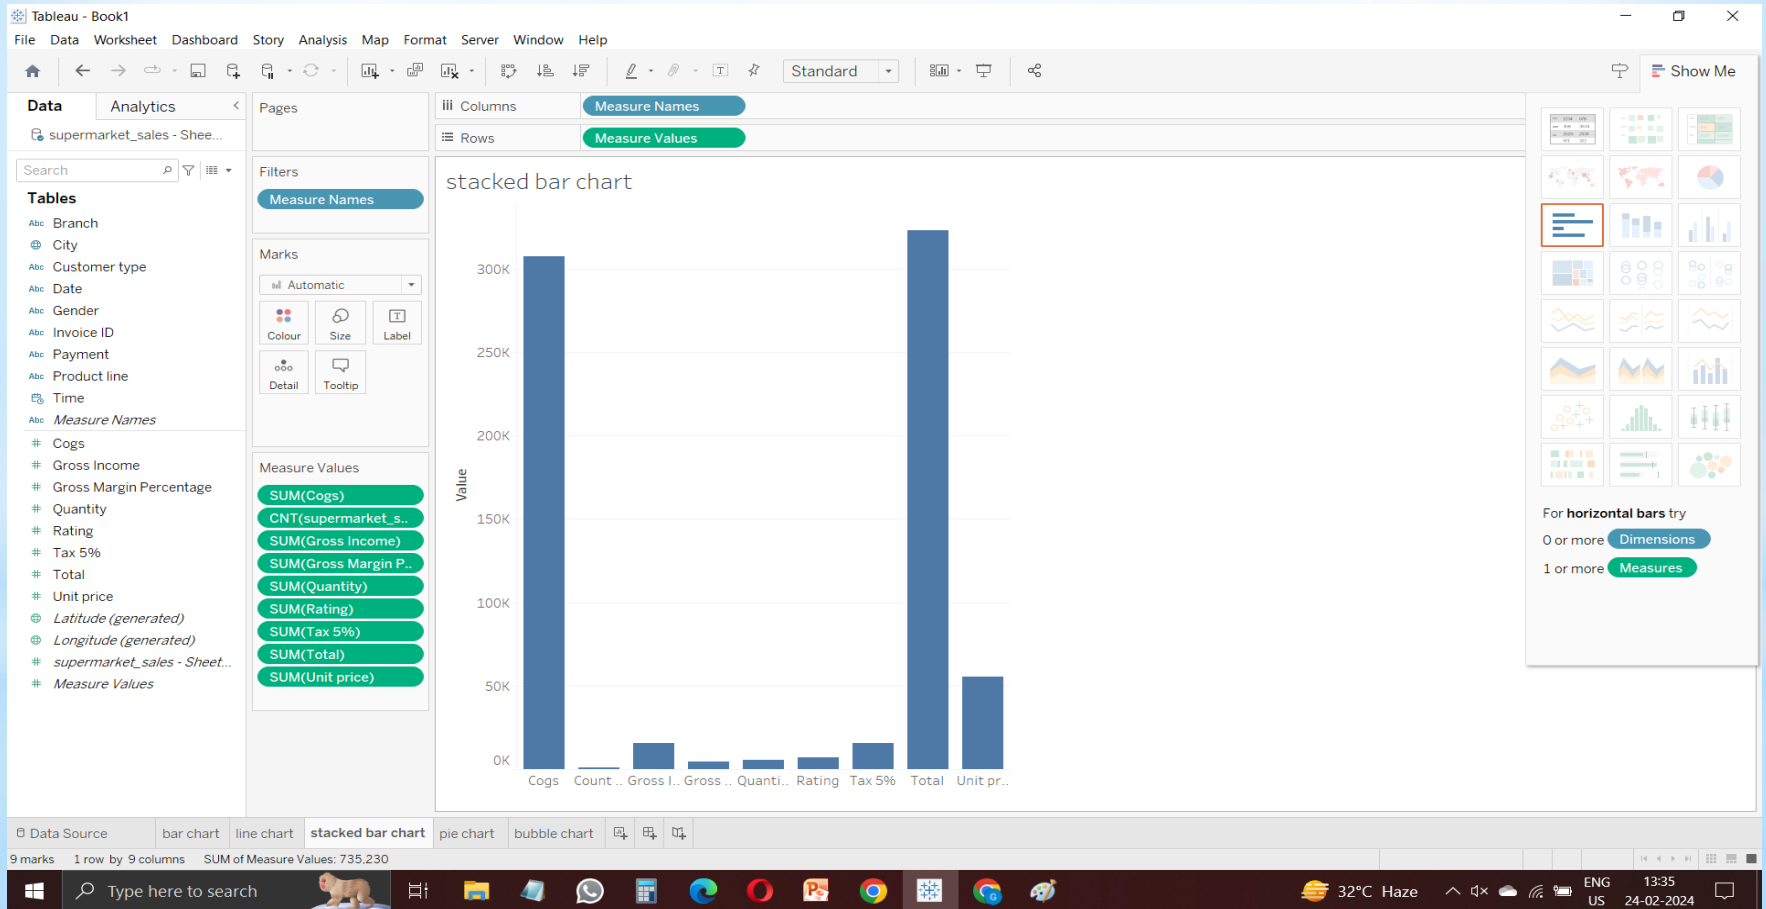 Tableau - Book1
File Data Worksheet Dashboard Story Analysis Map Format Server Window Help
Standard
Show Me
Data Analytics
supermarket_sales - Shee...
Search
Tables
Abc Branch
City
Abc Customer type
Abc Date
Abc Gender
Abc Invoice ID
Abc Payment
Abc Product line
Time
Abc Measure Names
# Cogs
# Gross Income
# Gross Margin Percentage
# Quantity
# Rating
# Tax 5%
# Total
# Unit price
Latitude (generated)
Longitude (generated)
# supermarket_sales - Sheet...
# Measure Values
Pages
Filters
Measure Names
Marks
Automatic
Colour Size Label
Detail Tooltip
Measure Values
SUM(Cogs)
CNT(supermarket_s..
SUM(Gross Income)
SUM(Gross Margin P..
SUM(Quantity)
SUM(Rating)
SUM(Tax 5%)
SUM(Total)
SUM(Unit price)
Columns Measure Names
Rows Measure Values
stacked bar chart
Value
300K
250K
200K
150K
100K
50K
0K
Cogs Count .. Gross I.. Gross .. Quanti.. Rating Tax 5% Total Unit pr..
For horizontal bars try
0 or more Dimensions
1 or more Measures
Data Source bar chart line chart stacked bar chart pie chart bubble chart
9 marks 1 row by 9 columns SUM of Measure Values: 735,230
Type here to search
32°C Haze
ENG
US
13:35
24-02-2024